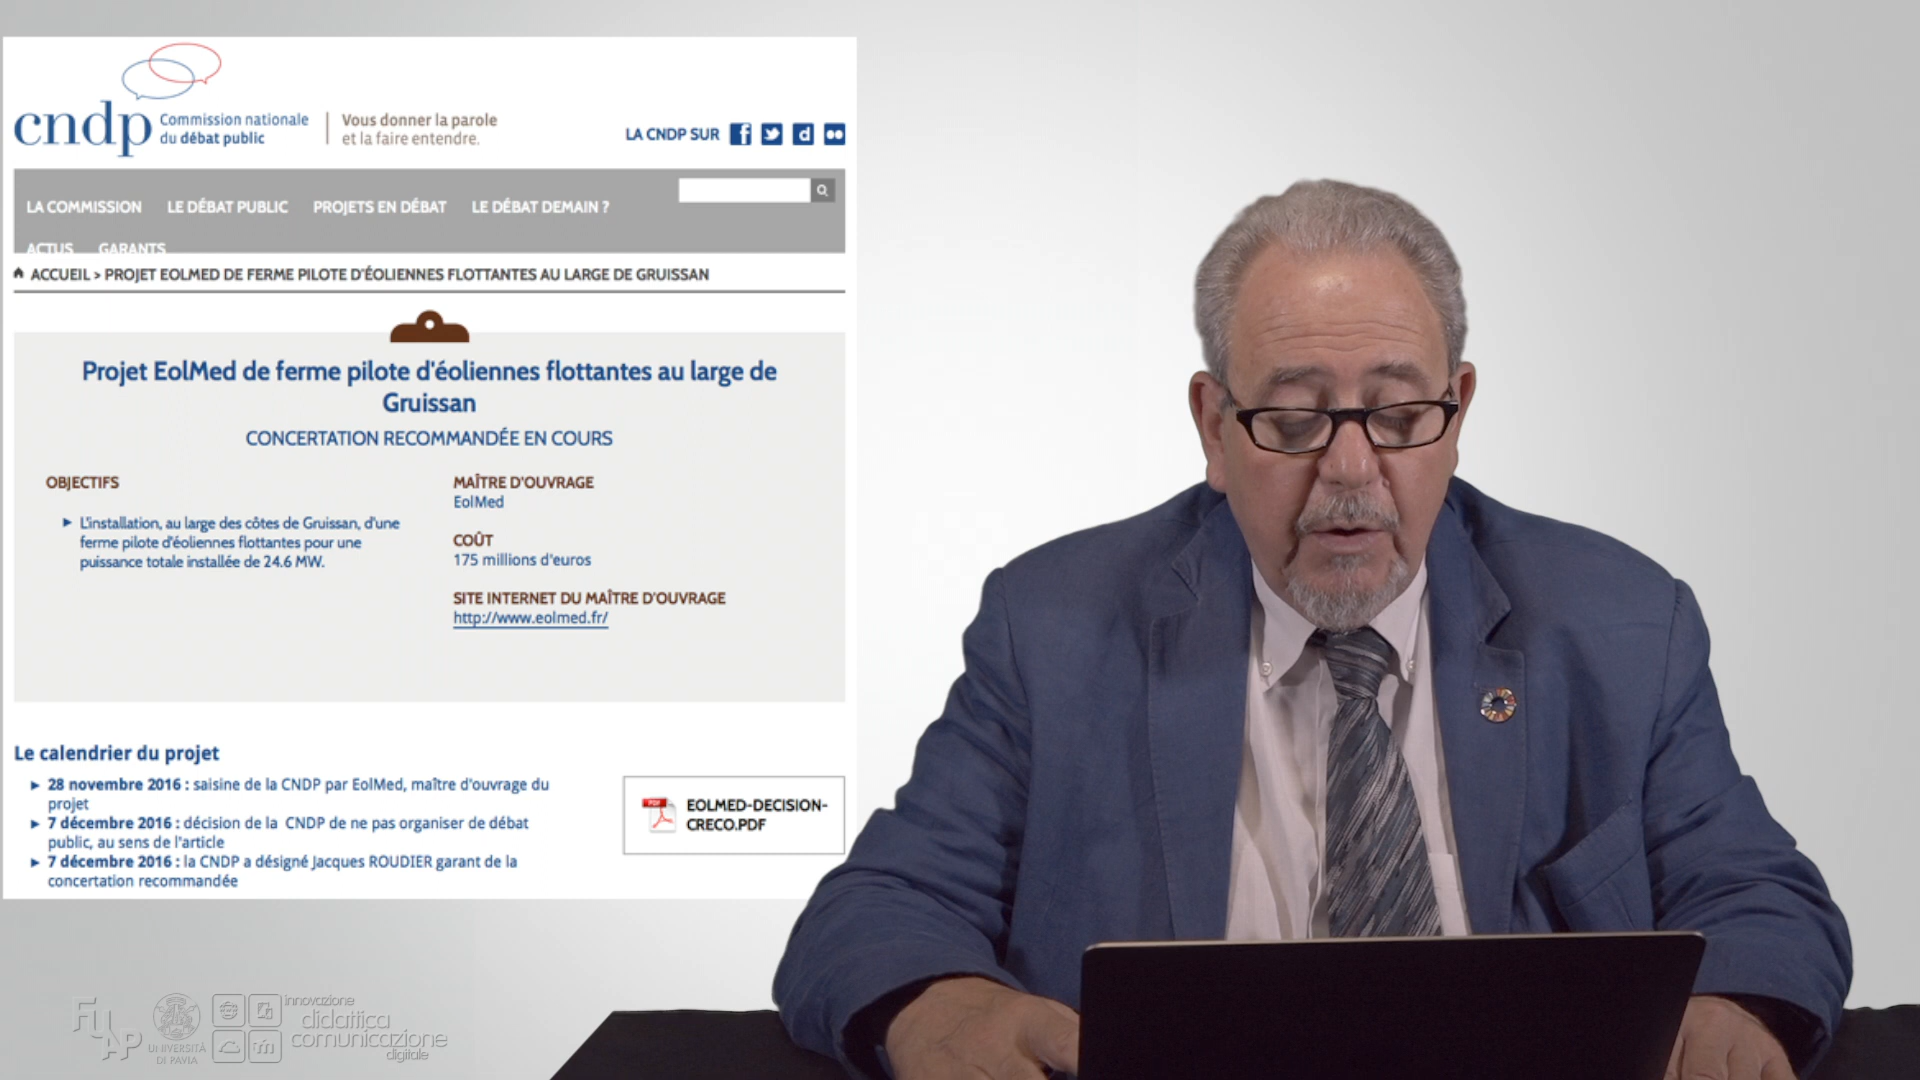 cndp
Commission nationale
du débat public
Vous donner la parole
et la faire entendre.
LA CNDP SUR
LA COMMISSION LE DÉBAT PUBLIC PROJETS EN DÉBAT LE DÉBAT DEMAIN ?
ACTUS GARANTS
ACCUEIL > PROJET EOLMED DE FERME PILOTE D'ÉOLIENNES FLOTTANTES AU LARGE DE GRUISSAN
Projet EolMed de ferme pilote d'éoliennes flottantes au large de
Gruissan
CONCERTATION RECOMMANDÉE EN COURS
OBJECTIFS
L'installation, au large des côtes de Gruissan, d'une
ferme pilote d'éoliennes flottantes pour une
puissance totale installée de 24.6 MW.
MAÎTRE D'OUVRAGE
EolMed
COÛT
175 millions d'euros
SITE INTERNET DU MAÎTRE D'OUVRAGE
http://www.eolmed.fr/
Le calendrier du projet
28 novembre 2016 : saisine de la CNDP par EolMed, maître d'ouvrage du
projet
7 décembre 2016 : décision de la CNDP de ne pas organiser de débat
public, au sens de l'article
7 décembre 2016 : la CNDP a désigné Jacques ROUDIER garant de la
concertation recommandée
PDF
EOLMED-DECISION-
CRECO.PDF
UNIVERSITÀ
DI PAVIA
innovazione
didattica
comunicazione
digitale